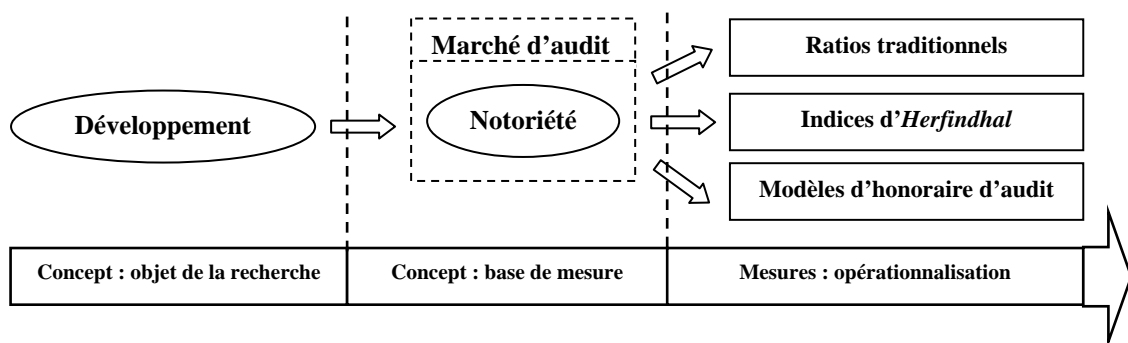 Marché d’audit
Ratios traditionnels
Développement
Notoriété
Indices d’Herfindhal
Modèles d’honoraire d’audit
Concept : objet de la recherche
Concept : base de mesure
Mesures : opérationnalisation